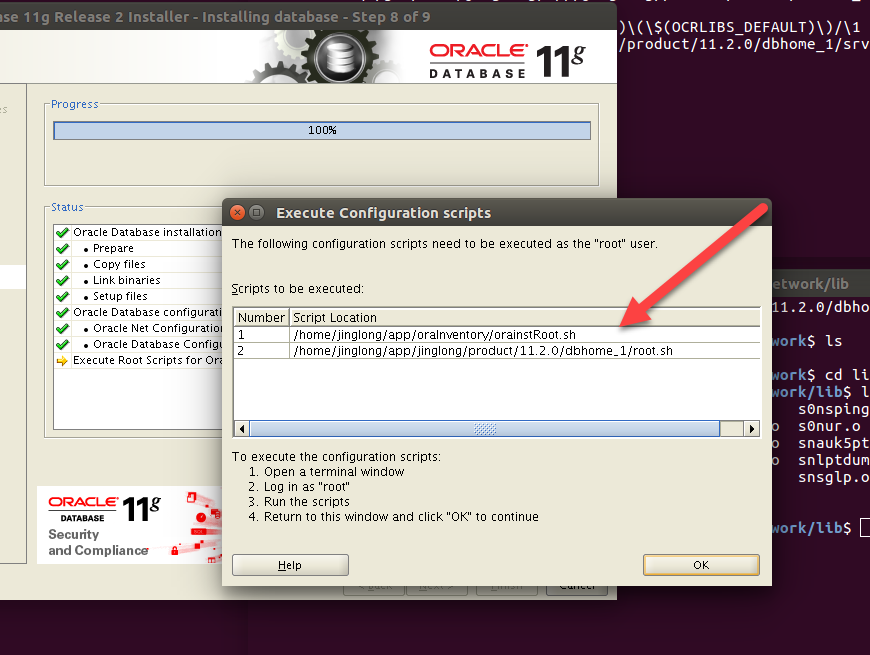 ase 11g Release 2 Installer - Installing database - Step 8 of 9
ORACLE
DATABASE 11g
)\(\$(OCRLIBS_DEFAULT)\)/\1
/product/11.2.0/dbhome_1/srv
es
Progress
100%
Status
Oracle Database installation
• Prepare
• Copy files
• Link binaries
• Setup files
Oracle Database configurati
• Oracle Net Configuration
• Oracle Database Configu
Execute Root Scripts for Ora
ORACLE
DATABASE 11g
Security
and Compliance
Execute Configuration scripts
The following configuration scripts need to be executed as the "root" user.
Scripts to be executed:
Number Script Location
1 /home/jinglong/app/oraInventory/orainstRoot.sh
2 /home/jinglong/app/jinglong/product/11.2.0/dbhome_1/root.sh
To execute the configuration scripts:
1. Open a terminal window
2. Log in as "root"
3. Run the scripts
4. Return to this window and click "OK" to continue
Help
OK
< Back
Next >
Finish
Cancel
etwork/lib
11.2.0/dbho
work$ ls
work$ cd li
work/lib$ l
s0nsping
o s0nur.o
o snauk5pt
o snlptdum
snsglp.o
work/lib$